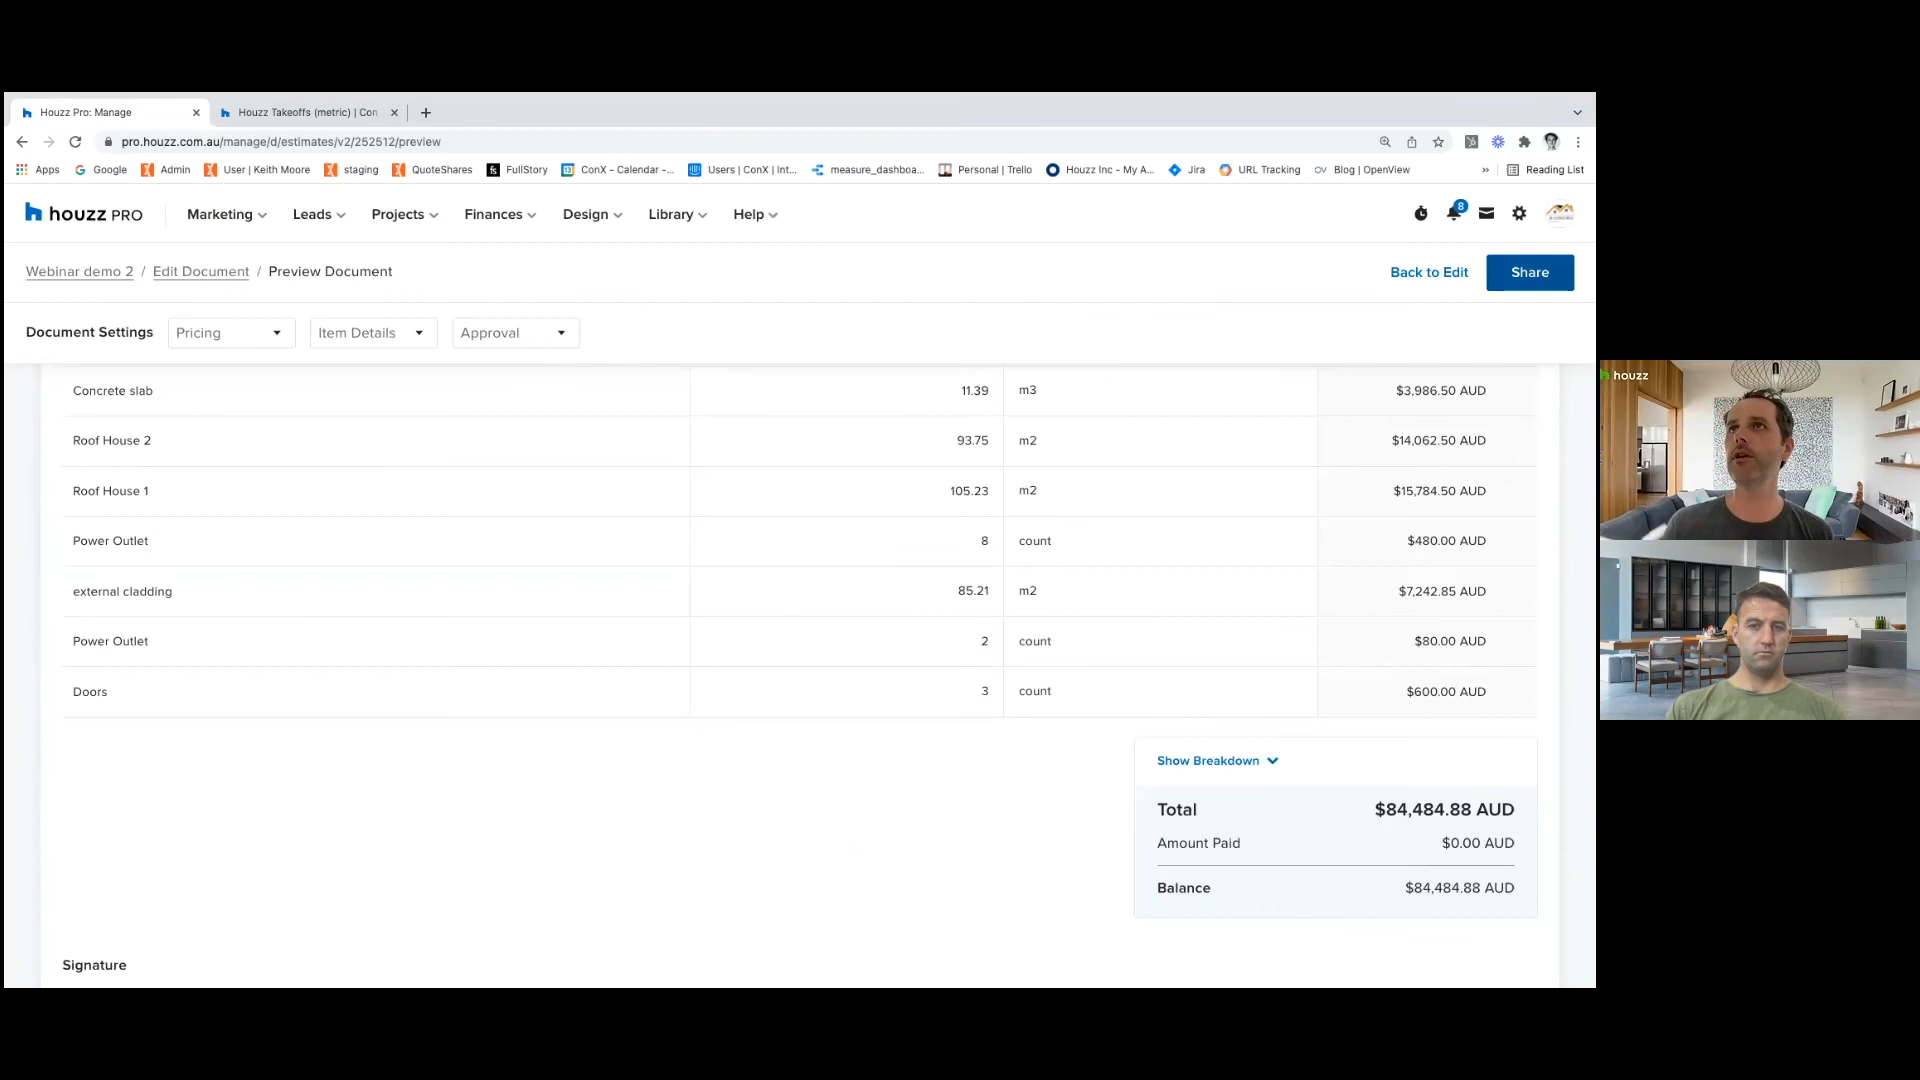 Houzz Pro: Manage
Houzz Takeoffs (metric) | Con
pro.houzz.com.au/manage/d/estimates/v2/252512/preview
Apps Google Admin User | Keith Moore staging QuoteShares FullStory ConX - Calendar -... Users | ConX | Int... measure_dashboa... Personal | Trello Houzz Inc - My A... Jira URL Tracking Blog | OpenView » Reading List
houzz PRO Marketing Leads Projects Finances Design Library Help 8
Webinar demo 2 / Edit Document / Preview Document Back to Edit Share
Document Settings Pricing Item Details Approval
Concrete slab 11.39 m3 $3,986.50 AUD
Roof House 2 93.75 m2 $14,062.50 AUD
Roof House 1 105.23 m2 $15,784.50 AUD
Power Outlet 8 count $480.00 AUD
external cladding 85.21 m2 $7,242.85 AUD
Power Outlet 2 count $80.00 AUD
Doors 3 count $600.00 AUD
Show Breakdown
Total $84,484.88 AUD
Amount Paid $0.00 AUD
Balance $84,484.88 AUD
Signature
houzz